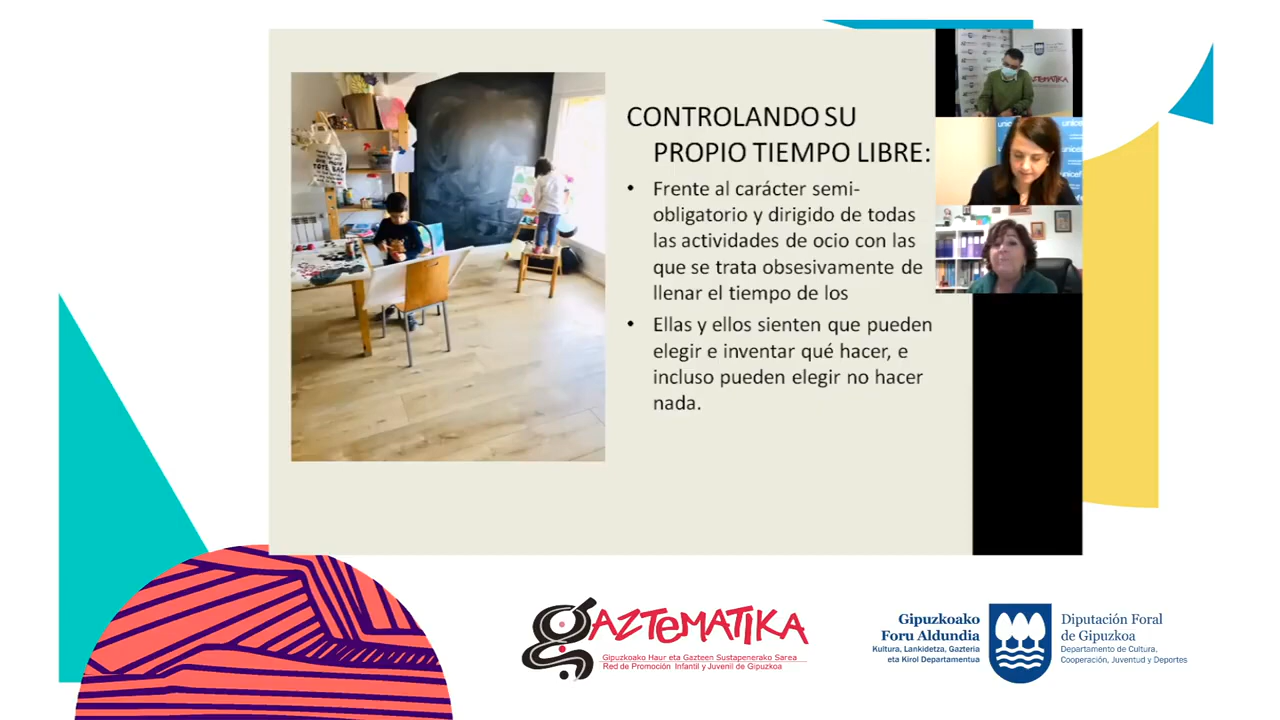 CONTROLANDO SU
PROPIO TIEMPO LIBRE:
• Frente al carácter semi-
obligatorio y dirigido de todas
las actividades de ocio con las
que se trata obsesivamente de
llenar el tiempo de los
• Ellas y ellos sienten que pueden
elegir e inventar qué hacer, e
incluso pueden elegir no hacer
nada.
unicef
GAZTEMATIKA
Gipuzkoako Haur eta Gazteen Sustapenerako Sarea
Red de Promoción Infantil y Juvenil de Gipuzkoa
Gipuzkoako
Foru Aldundia
Kultura, Lankidetza, Gazteria
eta Kirol Departamentua
Diputación Foral
de Gipuzkoa
Departamento de Cultura,
Cooperación, Juventud y Deportes